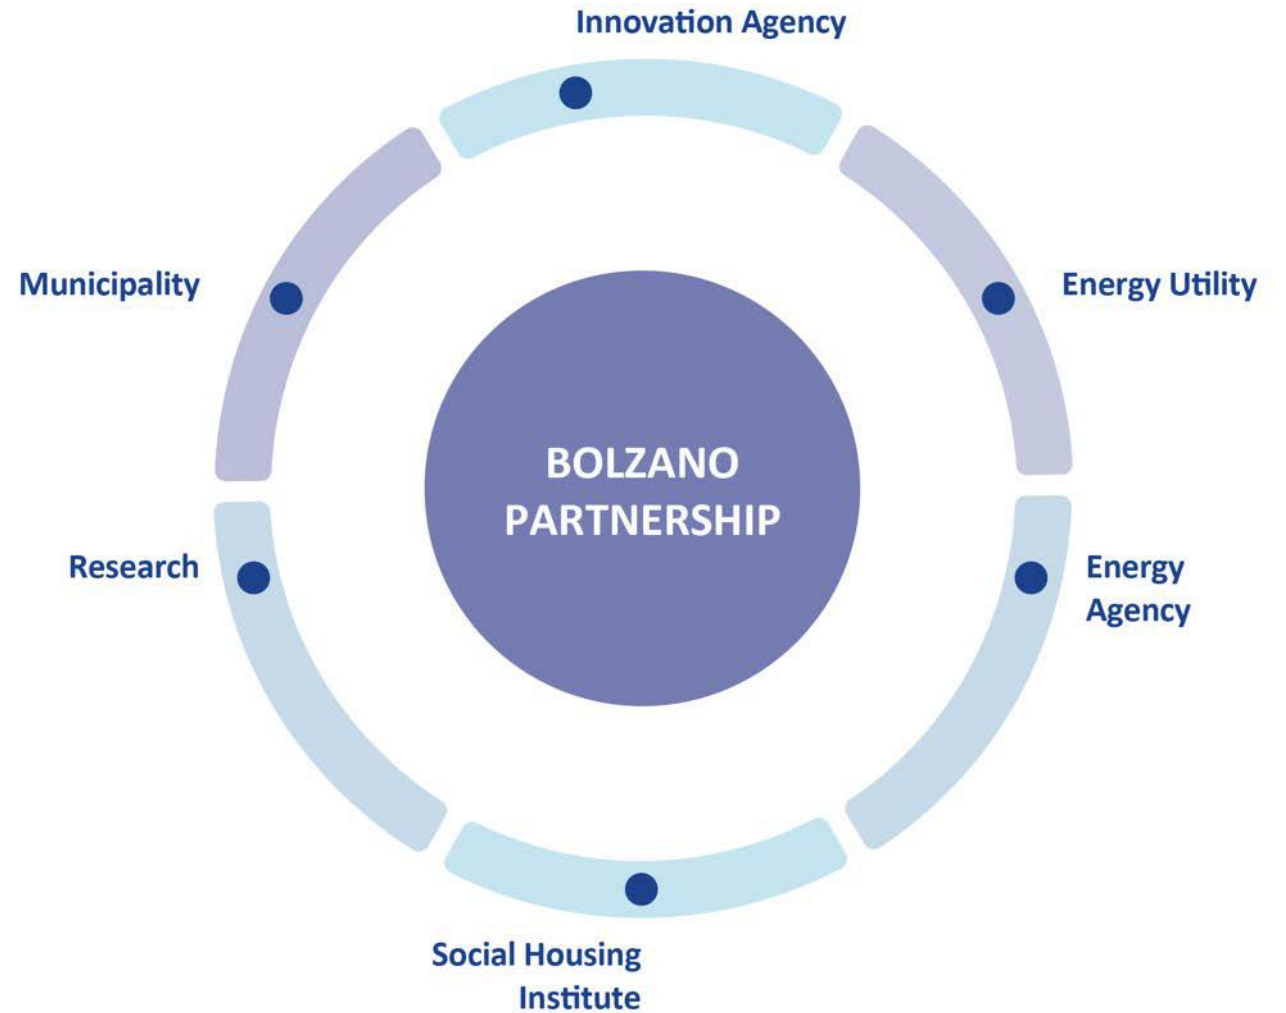 Innovation Agency
Municipality
Energy Utility
BOLZANO
PARTNERSHIP
Research
Energy
Agency
Social Housing
Institute